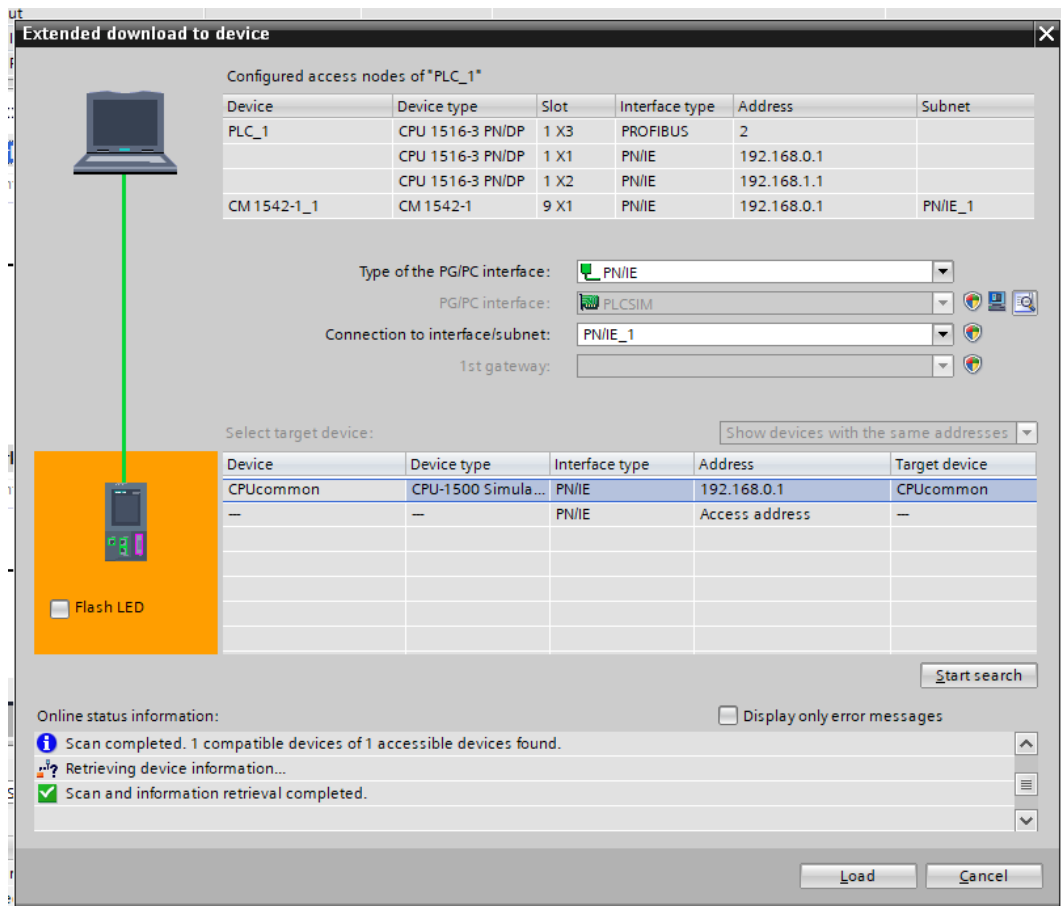 ut
Extended download to device
Configured access nodes of "PLC_1"
Device Device type Slot Interface type Address Subnet
PLC_1 CPU 1516-3 PN/DP 1 X3 PROFIBUS 2
CPU 1516-3 PN/DP 1 X1 PN/IE 192.168.0.1
CPU 1516-3 PN/DP 1 X2 PN/IE 192.168.1.1
CM 1542-1_1 CM 1542-1 9 X1 PN/IE 192.168.0.1 PN/IE_1
Type of the PG/PC interface: PN/IE
PG/PC interface: PLCSIM
Connection to interface/subnet: PN/IE_1
1st gateway:
Select target device: Show devices with the same addresses
Device Device type Interface type Address Target device
CPUcommon CPU-1500 Simula... PN/IE 192.168.0.1 CPUcommon
— — PN/IE Access address —
Flash LED
Start search
Online status information: Display only error messages
Scan completed. 1 compatible devices of 1 accessible devices found.
Retrieving device information...
Scan and information retrieval completed.
Load Cancel